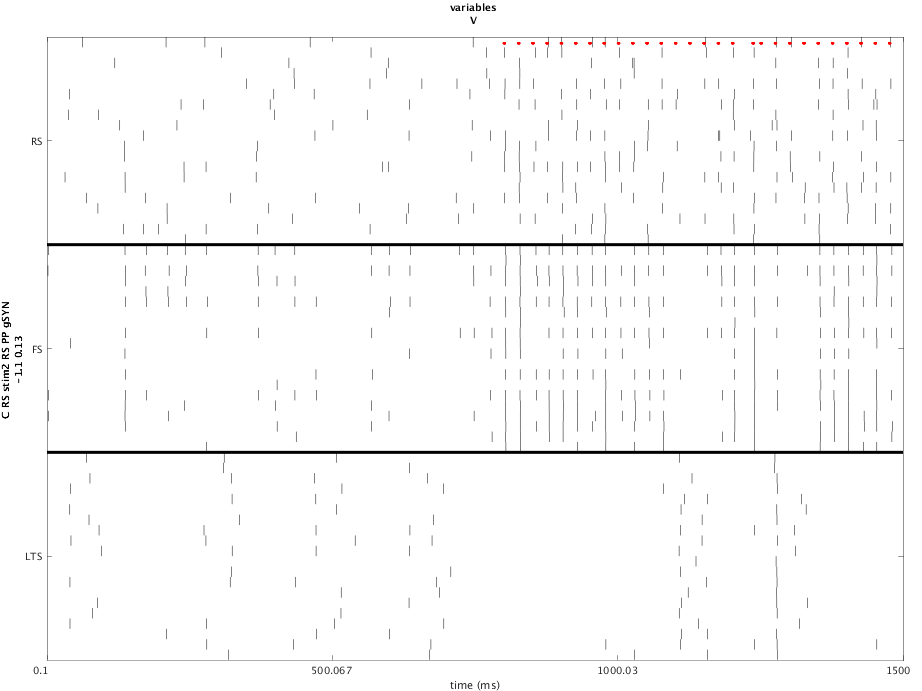 variables
V
RS
FS
LTS
C RS stim2 RS PP gSYN
-1.1 0.13
0.1
500.067
1000.03
1500
time (ms)